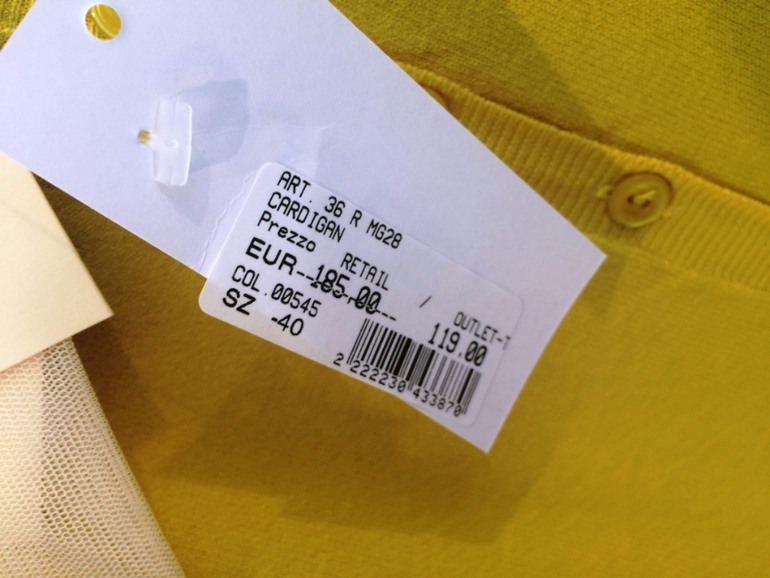 ART. 36 R MG28
CARDIGAN
Prezzo RETAIL / OUTLET-T
EUR--185.00-- 119.00
COL.00545
SZ -40
2 222230 433870